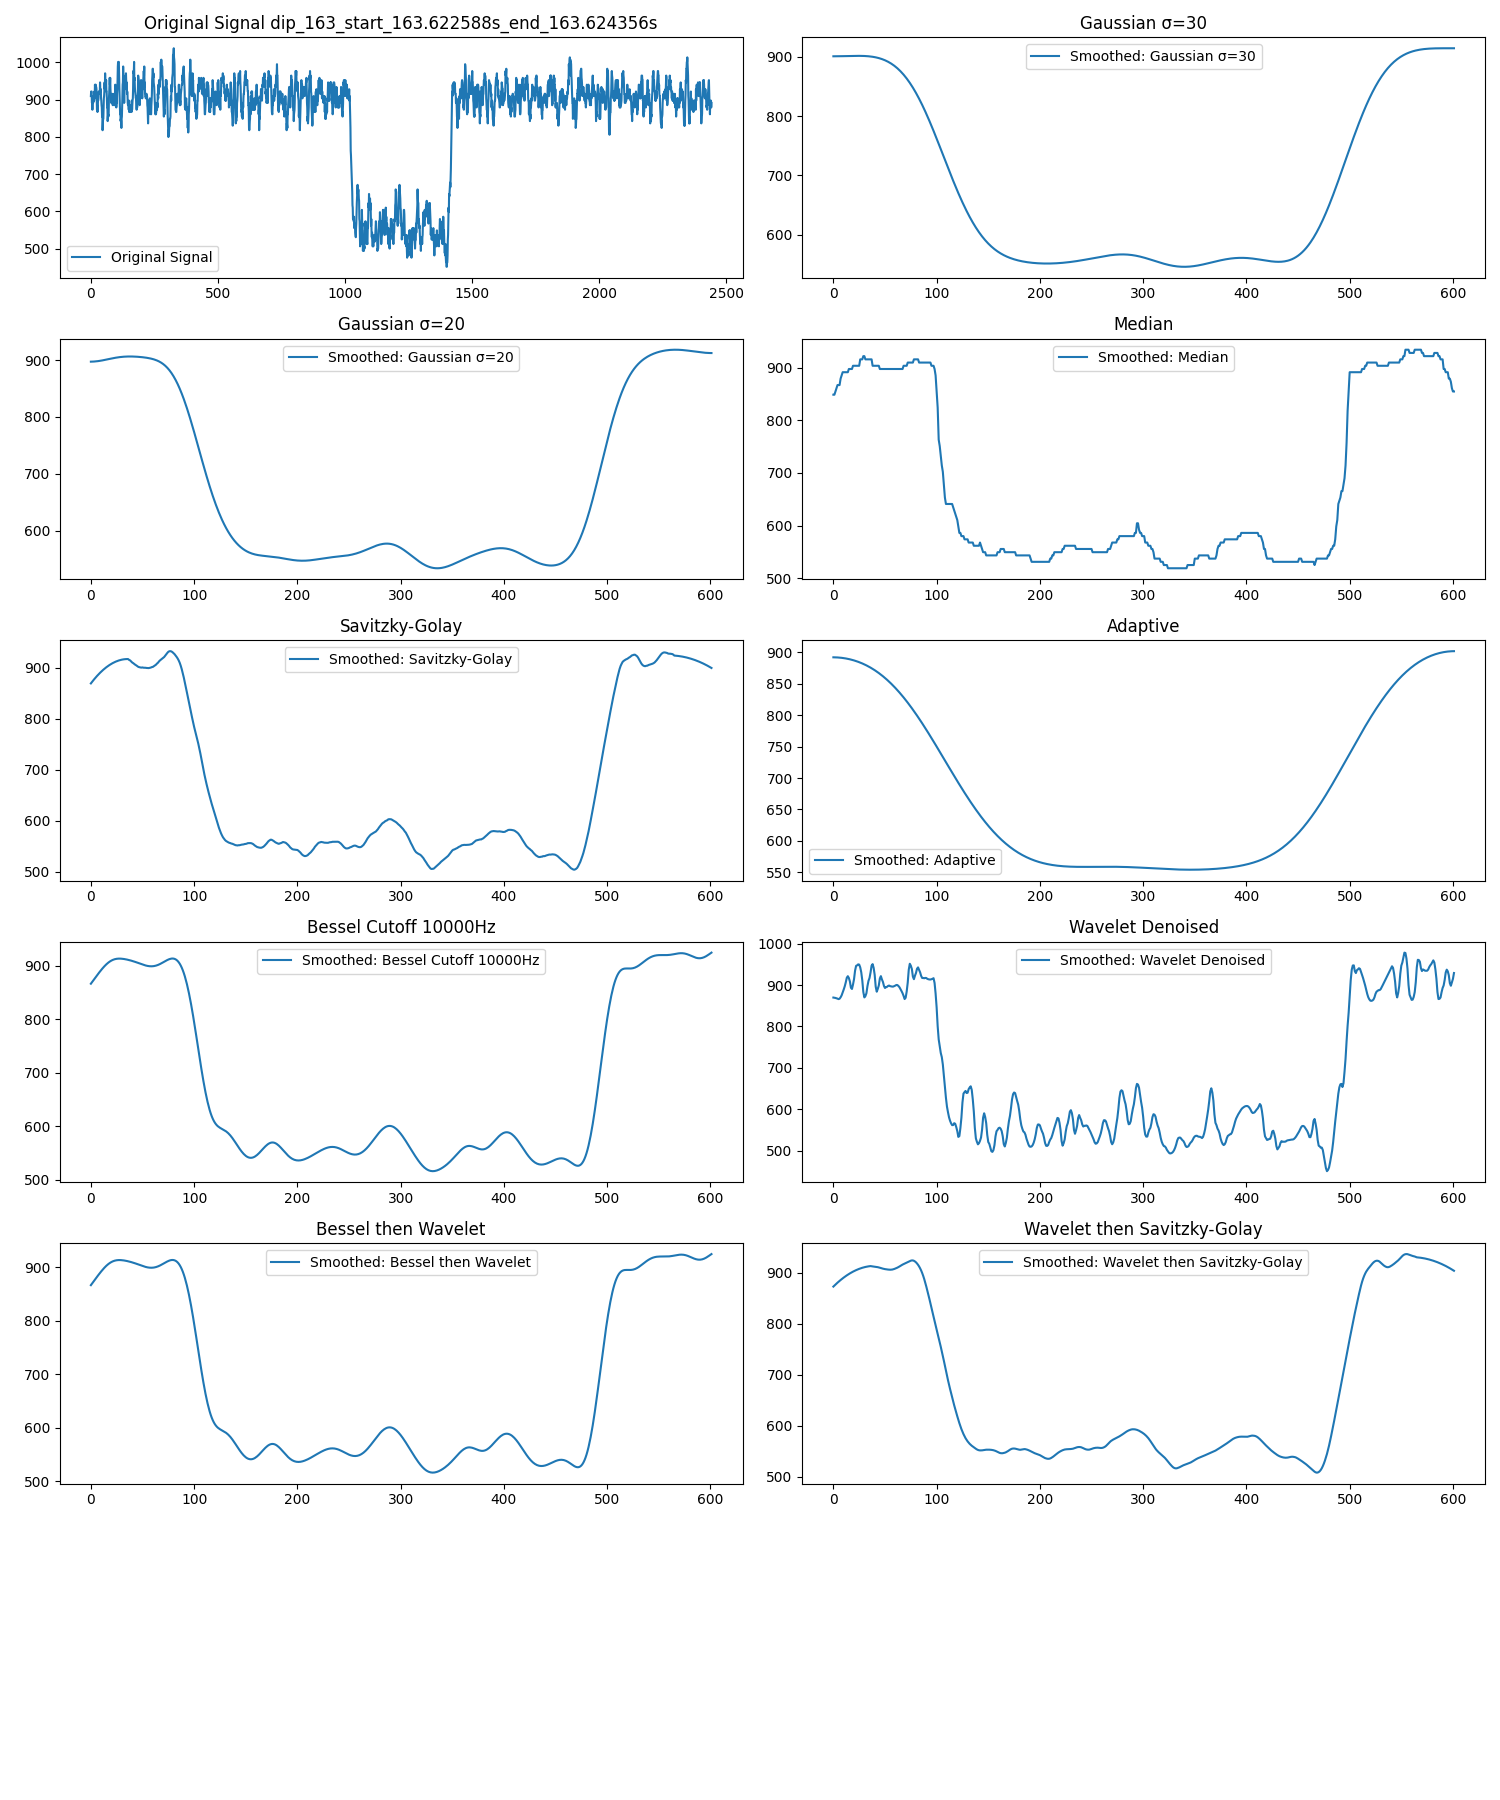 Original Signal dip_163_start_163.622588s_end_163.624356s
1000
900
800
700
600
500
Original Signal
0 500 1000 1500 2000 2500
Gaussian σ=30
900
800
700
600
Smoothed: Gaussian σ=30
0 100 200 300 400 500 600
Gaussian σ=20
900
800
700
600
Smoothed: Gaussian σ=20
0 100 200 300 400 500 600
Median
900
800
700
600
500
Smoothed: Median
0 100 200 300 400 500 600
Savitzky-Golay
900
800
700
600
500
Smoothed: Savitzky-Golay
0 100 200 300 400 500 600
Adaptive
900
850
800
750
700
650
600
550
Smoothed: Adaptive
0 100 200 300 400 500 600
Bessel Cutoff 10000Hz
900
800
700
600
500
Smoothed: Bessel Cutoff 10000Hz
0 100 200 300 400 500 600
Wavelet Denoised
1000
900
800
700
600
500
Smoothed: Wavelet Denoised
0 100 200 300 400 500 600
Bessel then Wavelet
900
800
700
600
500
Smoothed: Bessel then Wavelet
0 100 200 300 400 500 600
Wavelet then Savitzky-Golay
900
800
700
600
500
Smoothed: Wavelet then Savitzky-Golay
0 100 200 300 400 500 600